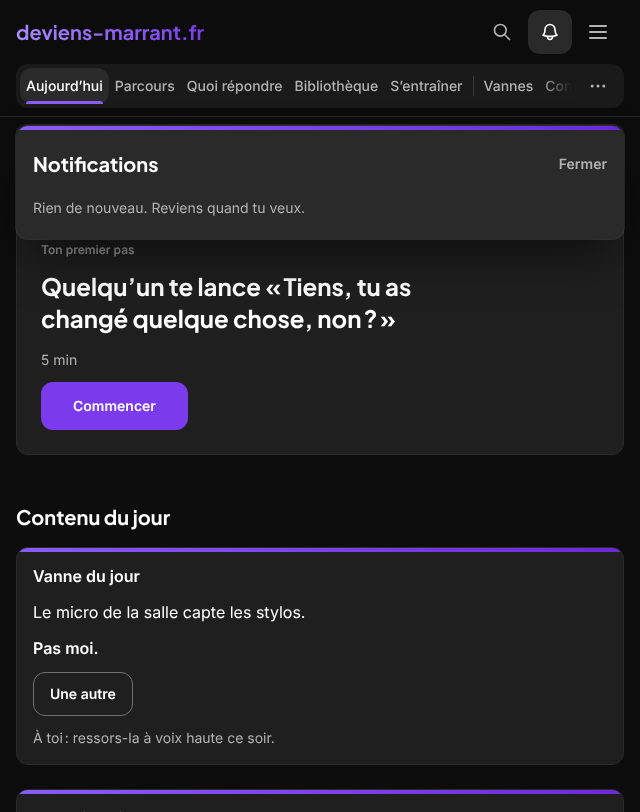 deviens-marrant.fr
Aujourd’hui Parcours Quoi répondre Bibliothèque S’entraîner Vannes
Notifications Fermer
Rien de nouveau. Reviens quand tu veux.
Ton premier pas
Quelqu’un te lance « Tiens, tu as
changé quelque chose, non ? »
5 min
Commencer
Contenu du jour
Vanne du jour
Le micro de la salle capte les stylos.
Pas moi.
Une autre
À toi : ressors-la à voix haute ce soir.